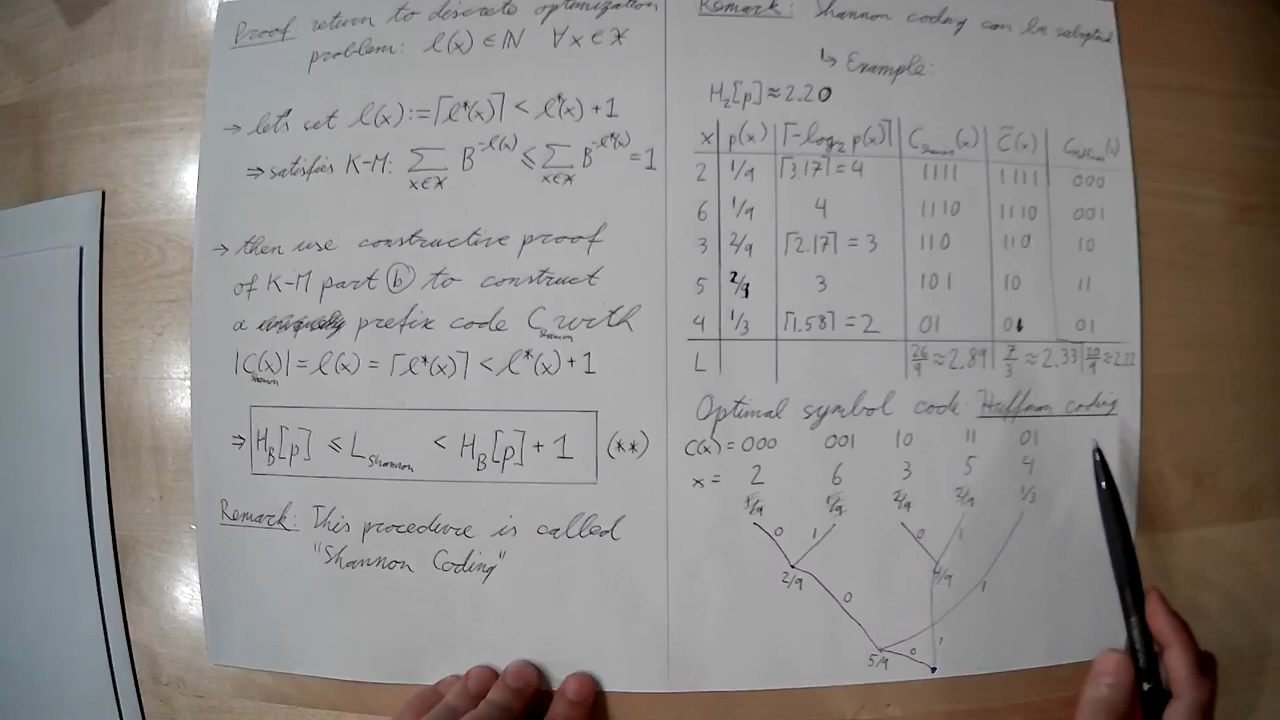 Proof return to discrete optimization
problem: l(x) ∈ ℕ ∀x∈X
→ let's set l(x) := ⌈l*(x)⌉ < l*(x) + 1
⇒ satisfies K-M: ∑_{x∈X} B^{-l(x)} ≤ ∑_{x∈X} B^{-l*(x)} = 1
→ then use constructive proof
of K-M part ⓑ to construct
a prefix code C_Shannon with
|C_Shannon(x)| = l(x) = ⌈l*(x)⌉ < l*(x) + 1
⇒ H_B[p] ≤ L_Shannon < H_B[p] + 1 (**)
Remark: This procedure is called
"Shannon Coding"
Remark: Shannon coding can be
↳ Example:
H₂[p] ≈ 2.20
x | p(x) | ⌈-log₂ p(x)⌉ | C_Shannon(x) | C̃(x) | C_Huffman(x)
2 | 1/9 | ⌈3.17⌉ = 4 | 1111 | 1111 | 000
6 | 1/9 | 4 | 1110 | 1110 | 001
3 | 2/9 | ⌈2.17⌉ = 3 | 110 | 110 | 10
5 | 2/9 | 3 | 101 | 10 | 11
4 | 1/3 | ⌈1.58⌉ = 2 | 01 | 01 | 01
L | 26/9 ≈ 2.89 | 7/3 ≈ 2.33 | 20/9 ≈ 2.22
Optimal symbol code: Huffman coding
C(x) = 000 001 10 11 01
x = 2 6 3 5 4
1/9 1/9 2/9 2/9 1/3
0 1 0 1
2/9 4/9
0 1
5/9 0 1